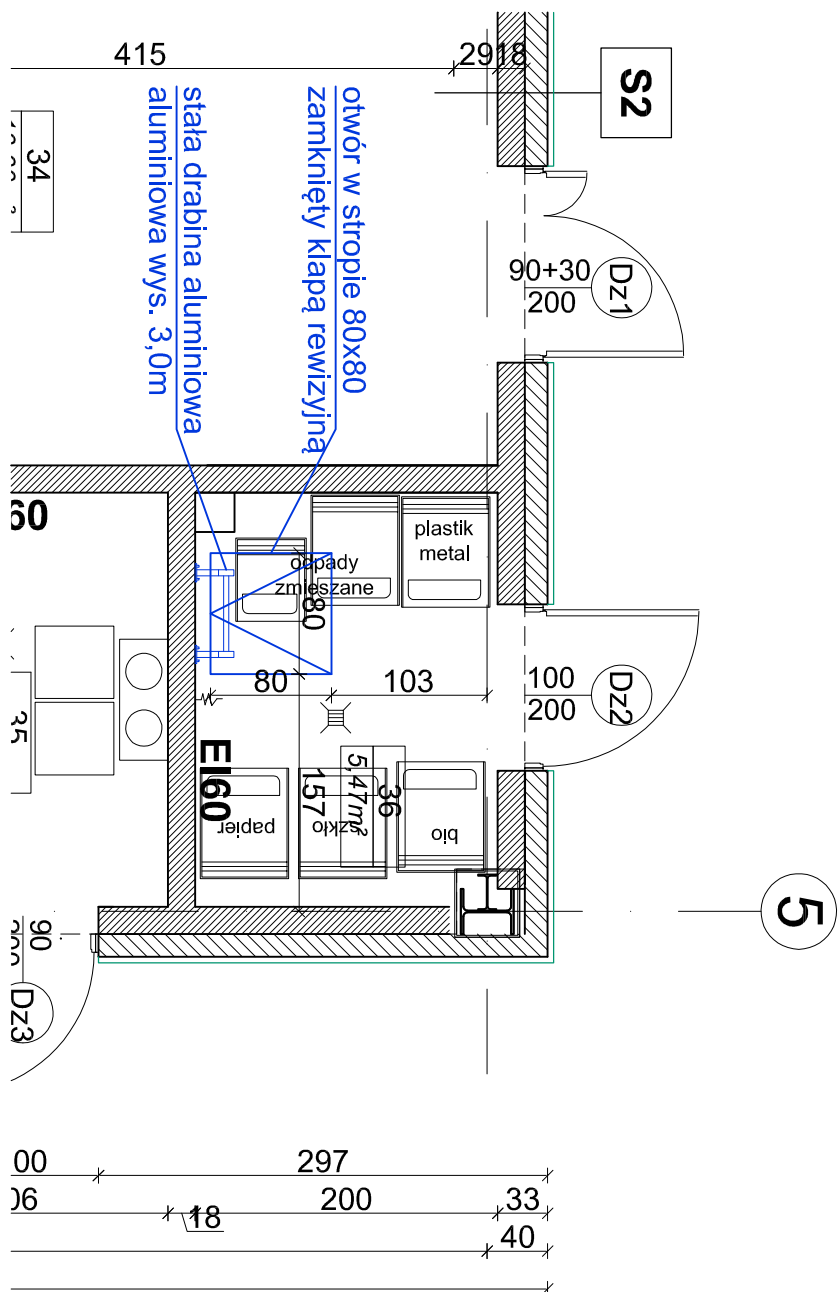 415
29
18
S2
34
otwór w stropie 80x80
zamknięty klapą rewizyjną
stała drabina aluminiowa
aluminiowa wys. 3,0m
90+30
200
Dz1
60
plastik
metal
odpady
zmieszane
80
80
103
100
200
Dz2
35
EI60
36
5,47m²
157
papier
szkło
bio
5
90
Dz3
00
297
06
18
200
33
40